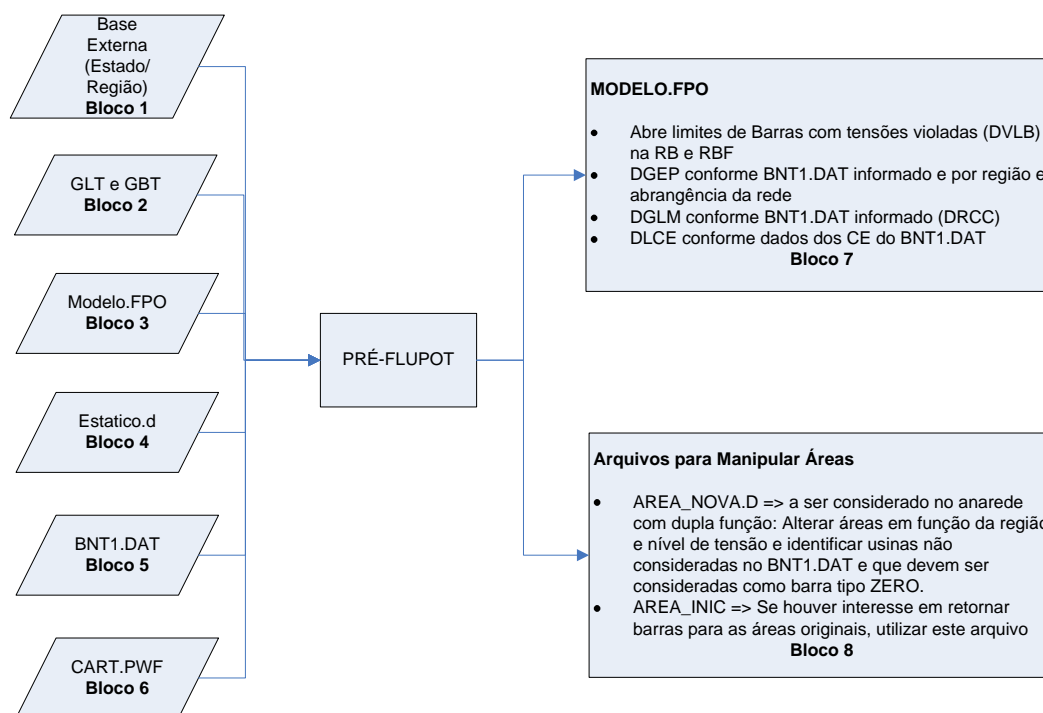 Base
Externa
(Estado/
Região)
Bloco 1
GLT e GBT
Bloco 2
Modelo.FPO
Bloco 3
Estatico.d
Bloco 4
BNT1.DAT
Bloco 5
CART.PWF
Bloco 6
PRÉ-FLUPOT
MODELO.FPO
• Abre limites de Barras com tensões violadas (DVLB)
na RB e RBF
• DGEP conforme BNT1.DAT informado e por região e
abrangência da rede
• DGLM conforme BNT1.DAT informado (DRCC)
• DLCE conforme dados dos CE do BNT1.DAT
Bloco 7
Arquivos para Manipular Áreas
• AREA_NOVA.D => a ser considerado no anarede
com dupla função: Alterar áreas em função da região
e nível de tensão e identificar usinas não
consideradas no BNT1.DAT e que devem ser
consideradas como barra tipo ZERO.
• AREA_INIC => Se houver interesse em retornar
barras para as áreas originais, utilizar este arquivo
Bloco 8